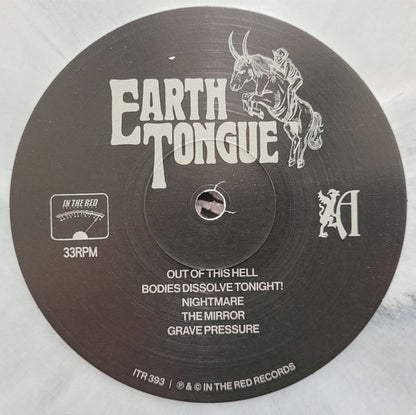 EARTH
TONGUE
IN THE RED
33RPM
A
OUT OF THIS HELL
BODIES DISSOLVE TONIGHT!
NIGHTMARE
THE MIRROR
GRAVE PRESSURE
ITR 393 | ℗ & © IN THE RED RECORDS